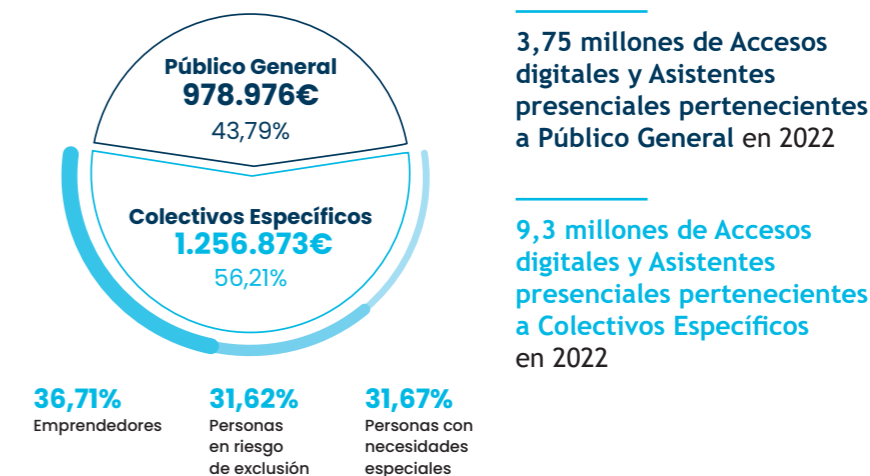 Público General
978.976€
43,79%
Colectivos Específicos
1.256.873€
56,21%
36,71%
Emprendedores
31,62%
Personas
en riesgo
de exclusión
31,67%
Personas con
necesidades
especiales
3,75 millones de Accesos
digitales y Asistentes
presenciales pertenecientes
a Público General en 2022
9,3 millones de Accesos
digitales y Asistentes
presenciales pertenecientes
a Colectivos Específicos
en 2022